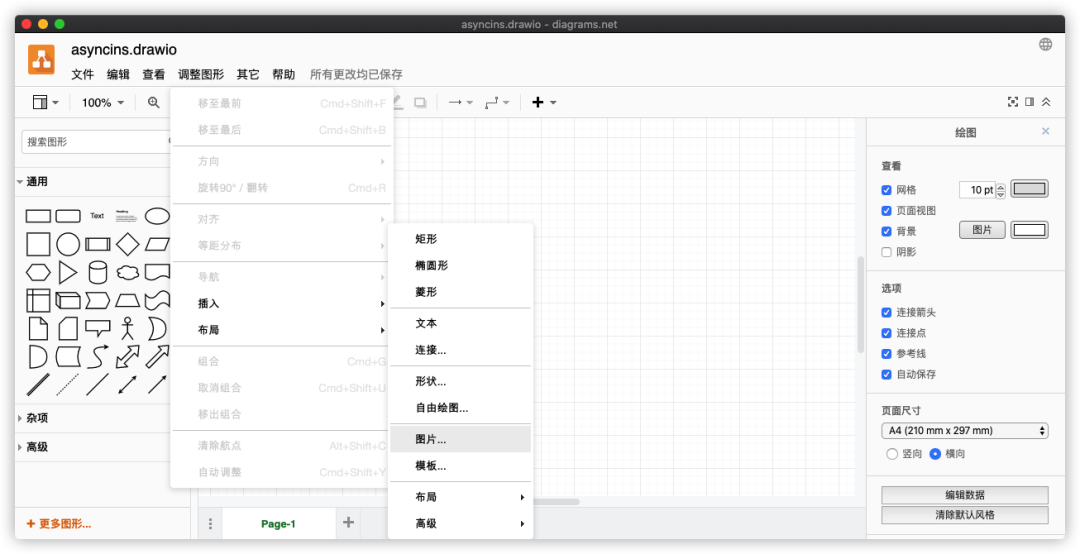 asyncins.drawio - diagrams.net
asyncins.drawio
文件 编辑 查看 调整图形 其它 帮助 所有更改均已保存
100%
搜索图形
通用
Text
Heading
杂项
高级
+ 更多图形...
移至最前 Cmd+Shift+F
移至最后 Cmd+Shift+B
方向
旋转90° / 翻转 Cmd+R
对齐
等距分布
导航
插入
布局
组合 Cmd+G
取消组合 Cmd+Shift+U
移出组合
清除航点 Alt+Shift+C
自动调整 Cmd+Shift+Y
矩形
椭圆形
菱形
文本
连接...
形状...
自由绘图...
图片...
模板...
布局
高级
Page-1
绘图
查看
网格 10 pt
页面视图
背景 图片
阴影
选项
连接箭头
连接点
参考线
自动保存
页面尺寸
A4 (210 mm x 297 mm)
竖向 横向
编辑数据
清除默认风格